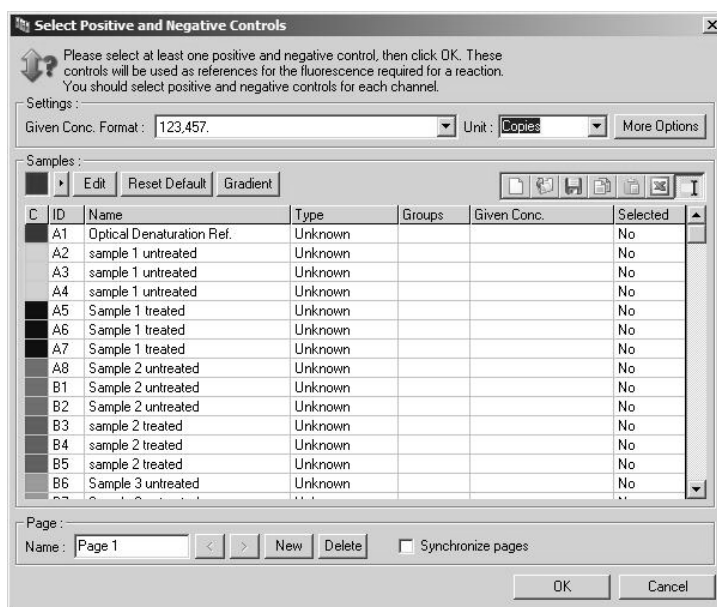 Select Positive and Negative Controls
Please select at least one positive and negative control, then click OK. These
controls will be used as references for the fluorescence required for a reaction.
You should select positive and negative controls for each channel.
Settings :
Given Conc. Format : 123,457. Unit : Copies More Options
Samples :
Edit Reset Default Gradient
C ID Name Type Groups Given Conc. Selected
A1 Optical Denaturation Ref. Unknown No
A2 sample 1 untreated Unknown No
A3 sample 1 untreated Unknown No
A4 sample 1 untreated Unknown No
A5 Sample 1 treated Unknown No
A6 Sample 1 treated Unknown No
A7 Sample 1 treated Unknown No
A8 Sample 2 untreated Unknown No
B1 Sample 2 untreated Unknown No
B2 Sample 2 untreated Unknown No
B3 sample 2 treated Unknown No
B4 sample 2 treated Unknown No
B5 sample 2 treated Unknown No
B6 Sample 3 untreated Unknown No
Page :
Name : Page 1 < > New Delete Synchronize pages
OK Cancel